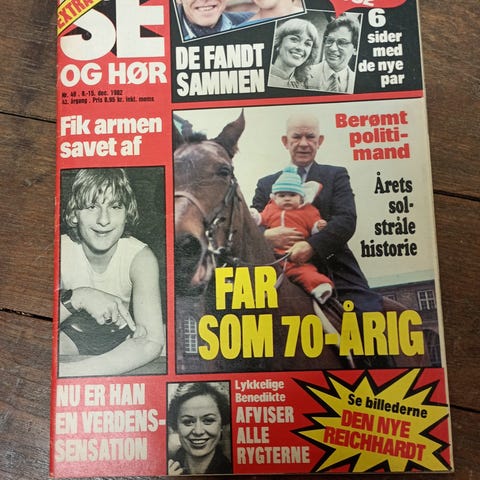 EXTRA
SE
OG HØR
Nr. 49 . 8.-15. dec. 1982
43. årgang . Pris 8,95 kr. inkl. moms
DE FANDT
SAMMEN
6
sider
med
de nye
par
Fik armen
savet af
Berømt
politi-
mand
Årets
sol-
stråle
historie
FAR
SOM 70-ÅRIG
NU ER HAN
EN VERDENS-
SENSATION
Lykkelige
Benedikte
AFVISER
ALLE
RYGTERNE
Se billederne
DEN NYE
REICHHARDT